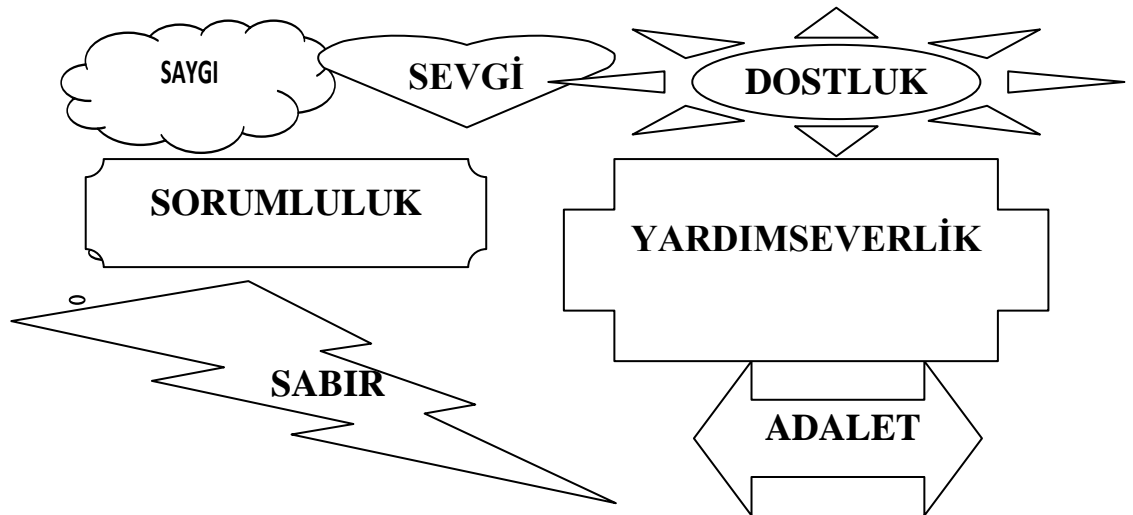 SAYGI
SEVGİ
DOSTLUK
SORUMLULUK
YARDIMSEVERLİK
SABIR
ADALET